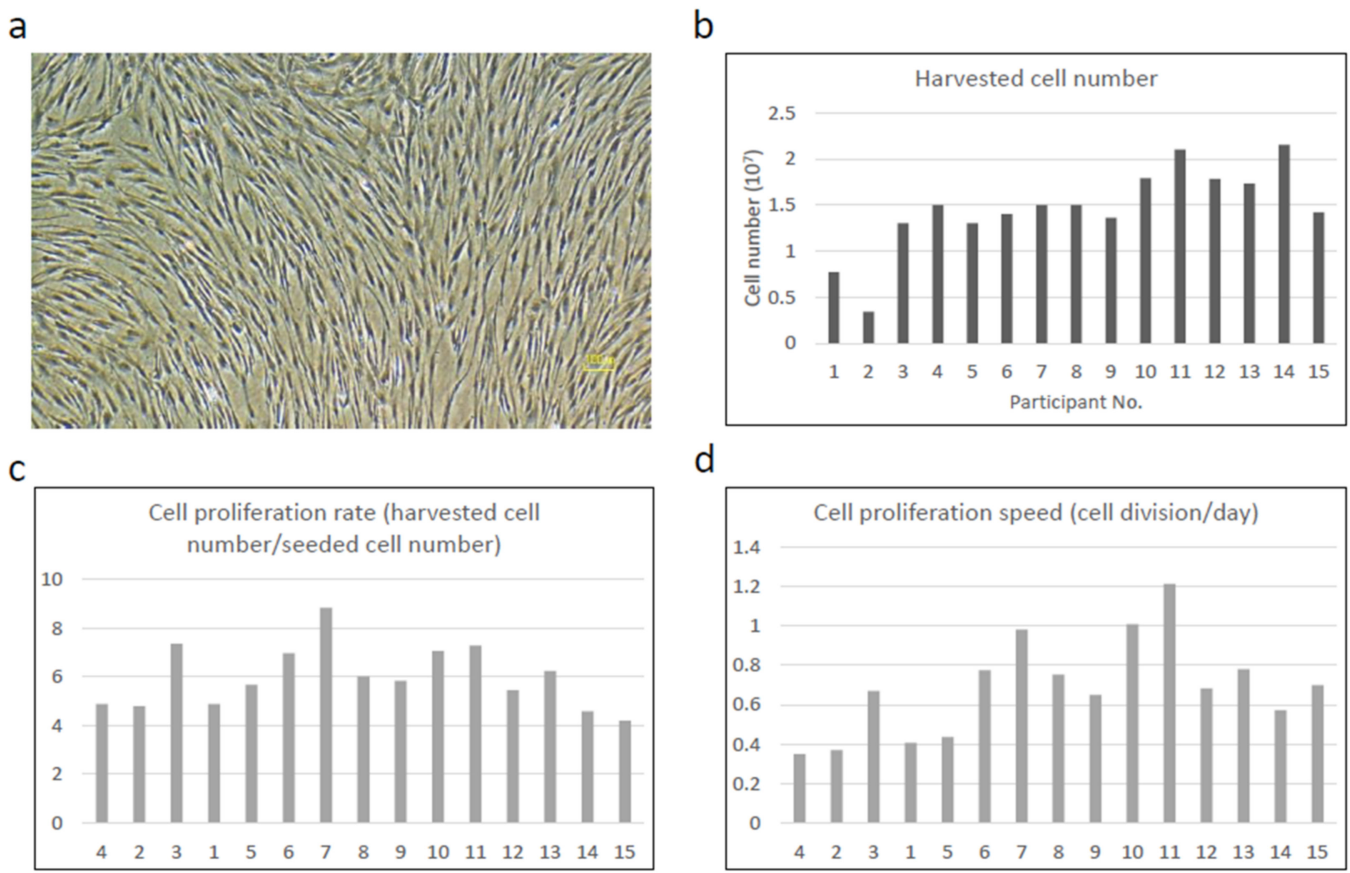 a
b
Harvested cell number
2.5
2
1.5
1
0.5
0
Cell number (10⁷)
1 2 3 4 5 6 7 8 9 10 11 12 13 14 15
Participant No.
c
Cell proliferation rate (harvested cell
number/seeded cell number)
10
8
6
4
2
0
4 2 3 1 5 6 7 8 9 10 11 12 13 14 15
d
Cell proliferation speed (cell division/day)
1.4
1.2
1
0.8
0.6
0.4
0.2
0
4 2 3 1 5 6 7 8 9 10 11 12 13 14 15